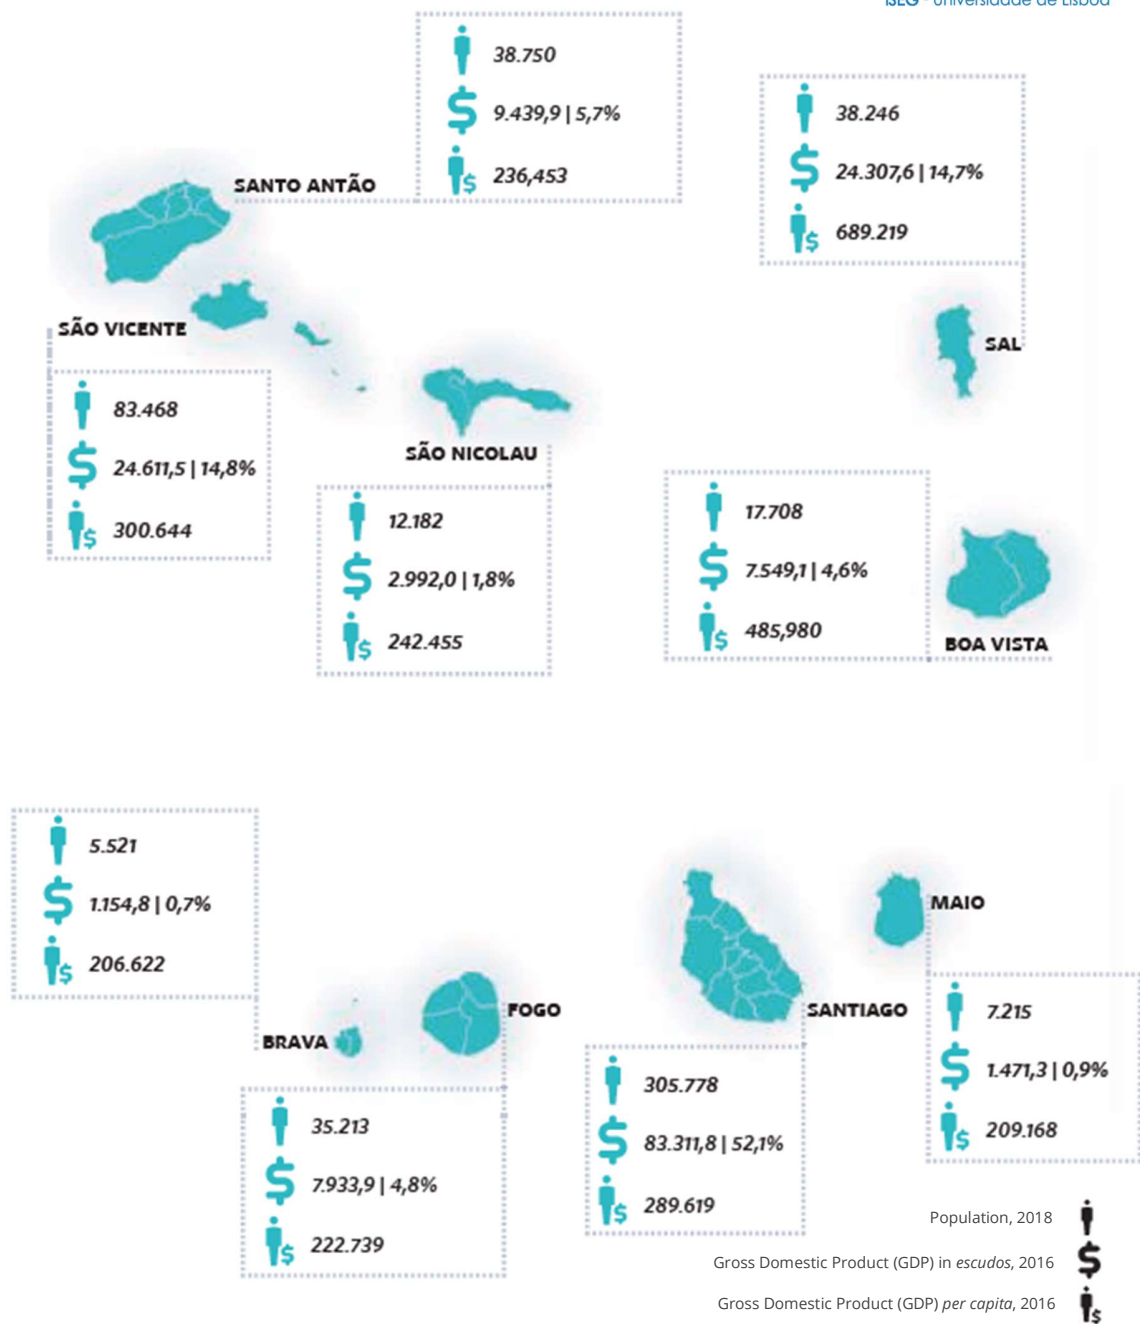 ISEG - Universidade de Lisboa
38.750
9.439,9 | 5,7%
236,453
SANTO ANTÃO
38.246
24.307,6 | 14,7%
689.219
SAL
SÃO VICENTE
83.468
24.611,5 | 14,8%
300.644
SÃO NICOLAU
12.182
2.992,0 | 1,8%
242.455
17.708
7.549,1 | 4,6%
485,980
BOA VISTA
5.521
1.154,8 | 0,7%
206.622
BRAVA
FOGO
35.213
7.933,9 | 4,8%
222.739
SANTIAGO
305.778
83.311,8 | 52,1%
289.619
MAIO
7.215
1.471,3 | 0,9%
209.168
Population, 2018
Gross Domestic Product (GDP) in escudos, 2016
Gross Domestic Product (GDP) per capita, 2016